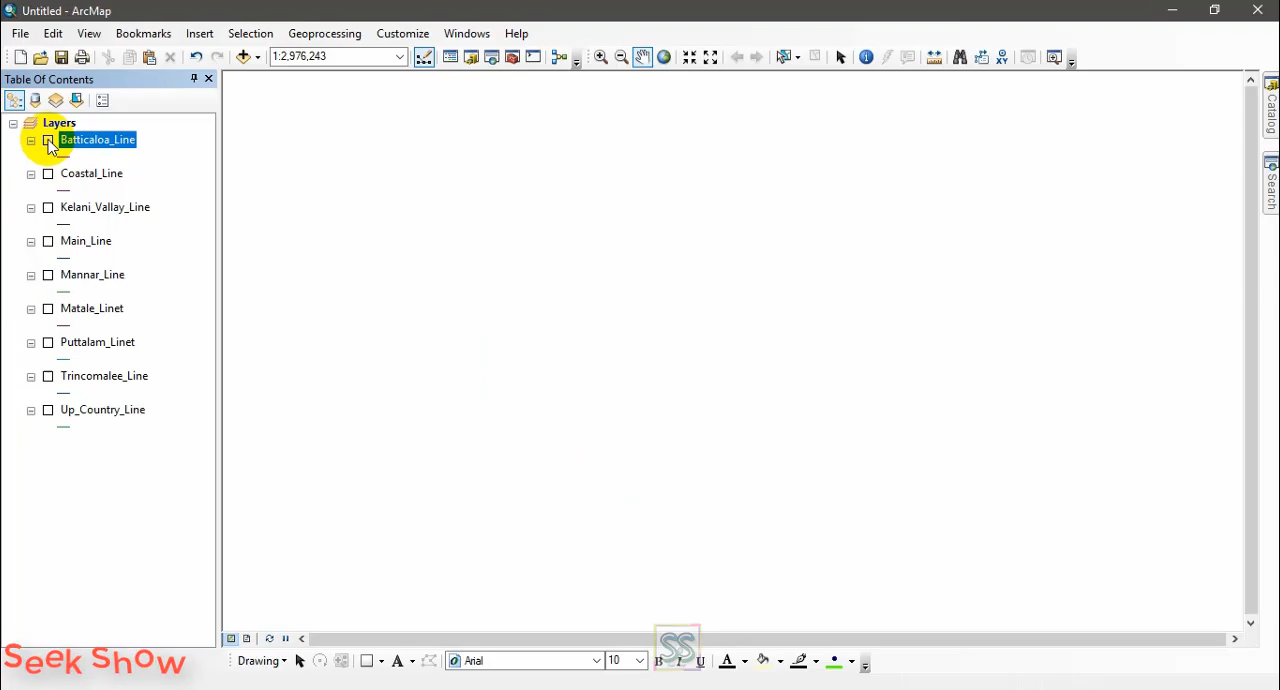 Untitled - ArcMap
File Edit View Bookmarks Insert Selection Geoprocessing Customize Windows Help
1:2,976,243
Table Of Contents
Layers
Batticaloa_Line
Coastal_Line
Kelani_Vallay_Line
Main_Line
Mannar_Line
Matale_Linet
Puttalam_Linet
Trincomalee_Line
Up_Country_Line
Catalog
Search
Drawing Arial 10 B I U A
SS
Seek Show